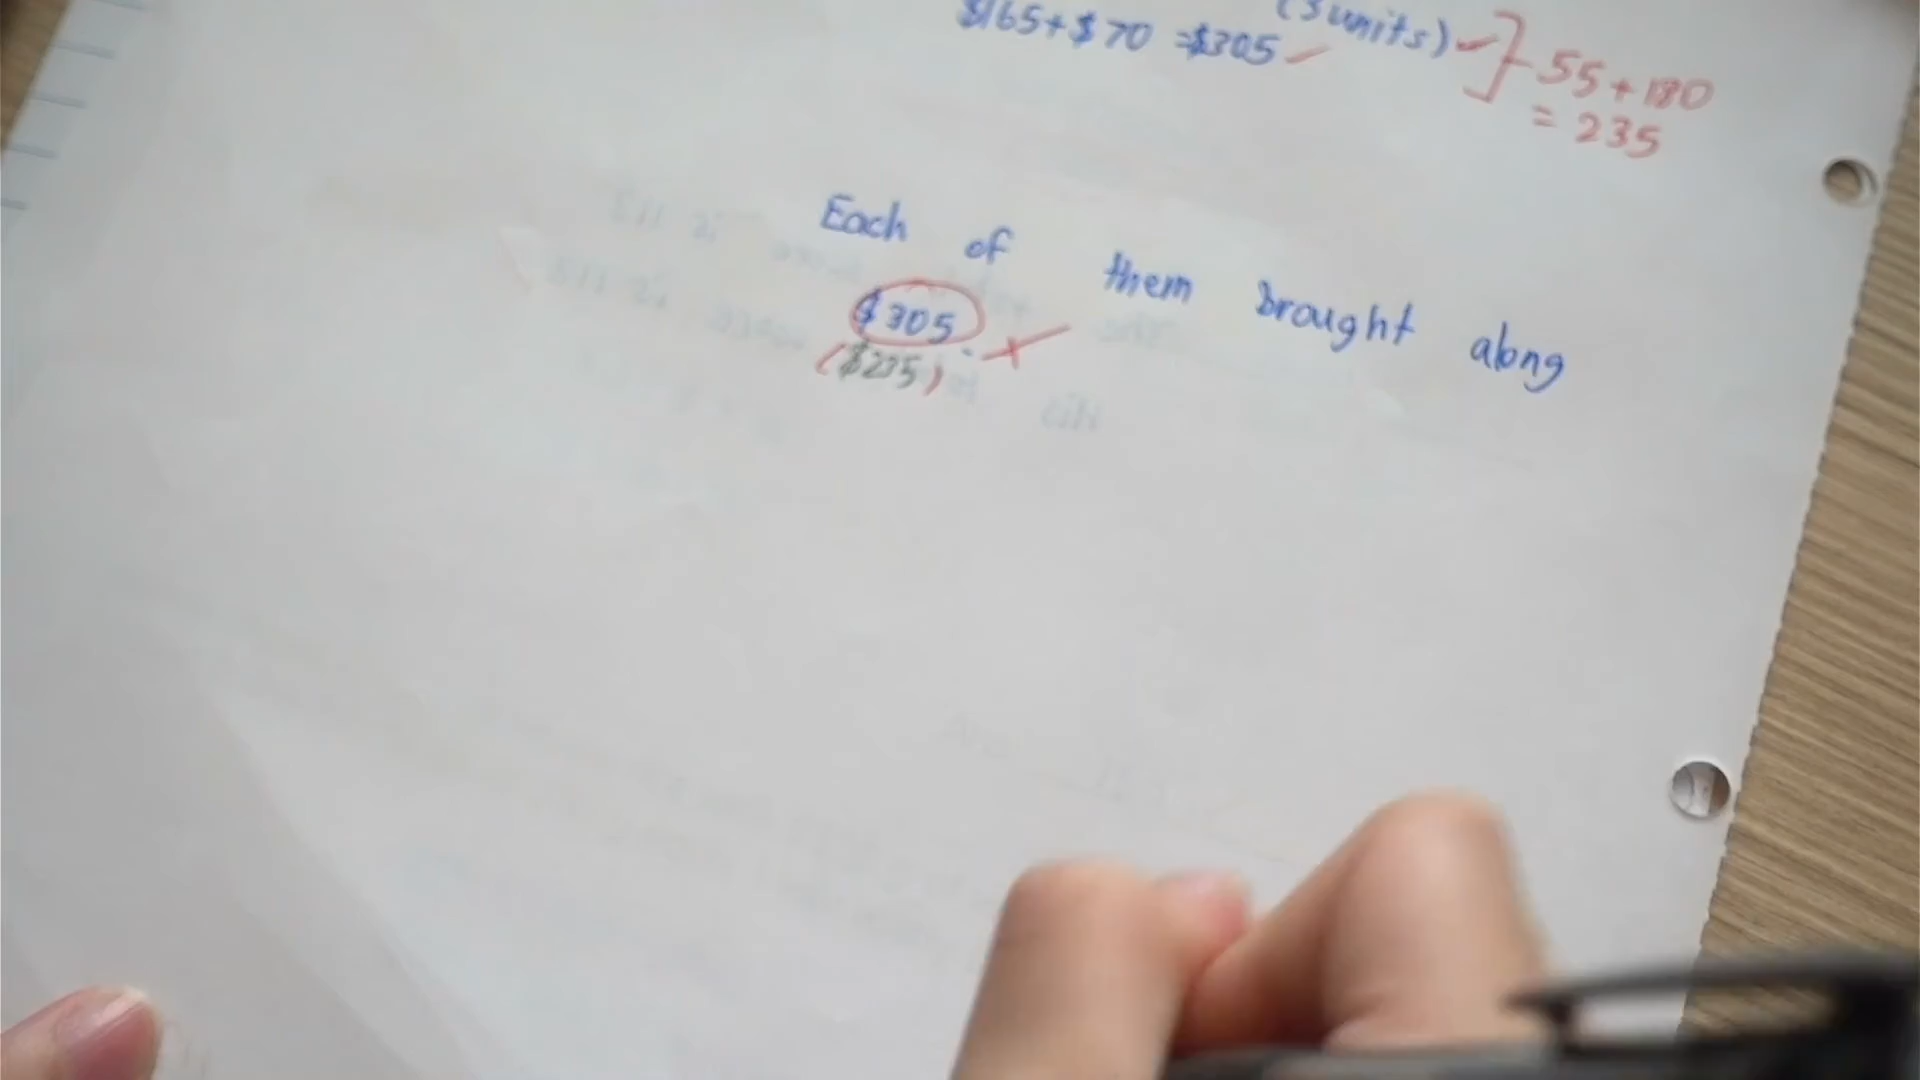 (3 units)
$165+$70 =$305
55+180
= 235
Each of them brought along
$305.
($235)